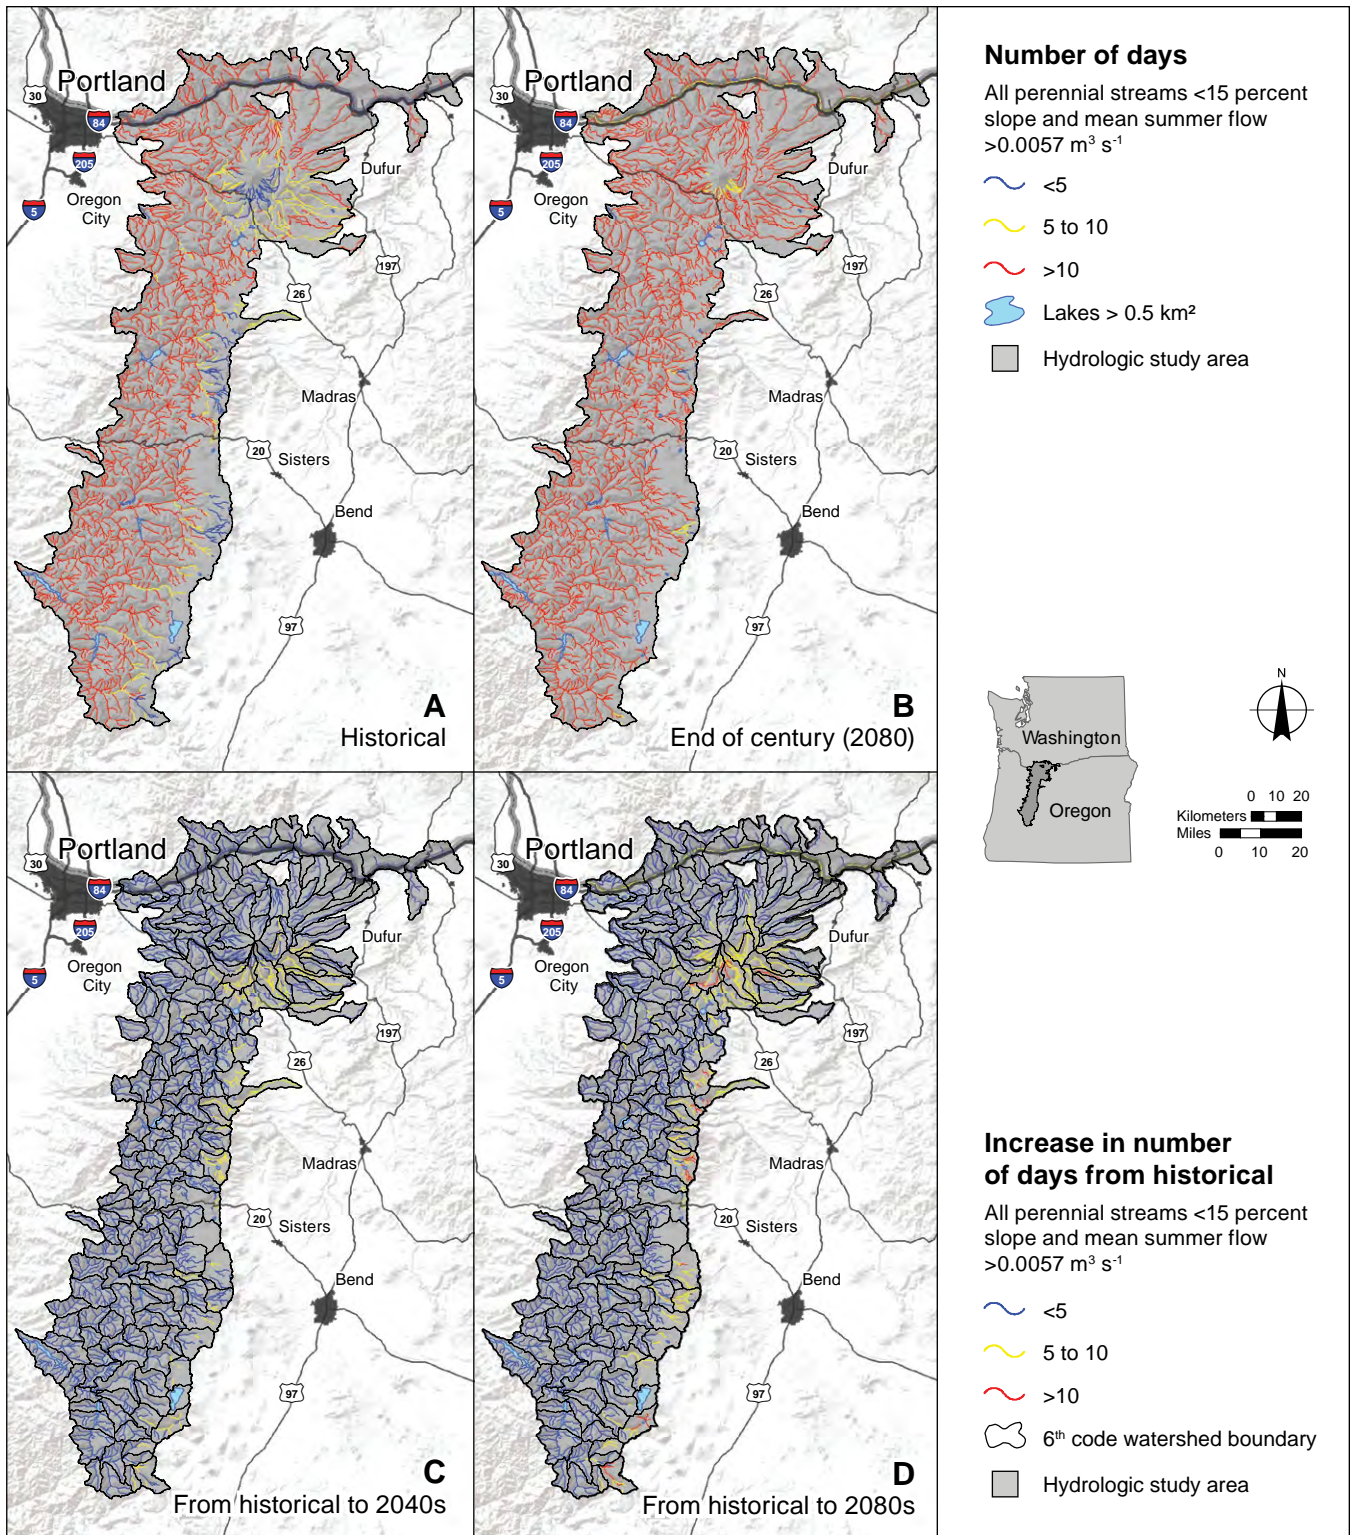 Portland
30
84
205
Oregon
City
5
Dufur
197
26
Madras
20
Sisters
Bend
97
A
Historical
Portland
30
84
205
Oregon
City
5
Dufur
197
26
Madras
20
Sisters
Bend
97
B
End of century (2080)
Number of days
All perennial streams <15 percent
slope and mean summer flow
>0.0057 m³ s⁻¹
<5
5 to 10
>10
Lakes > 0.5 km²
Hydrologic study area
Washington
Oregon
N
0 10 20
Kilometers
Miles
0 10 20
Portland
30
84
205
Oregon
City
5
Dufur
197
26
Madras
20
Sisters
Bend
97
C
From historical to 2040s
Portland
30
84
205
Oregon
City
5
Dufur
197
26
Madras
20
Sisters
Bend
97
D
From historical to 2080s
Increase in number
of days from historical
All perennial streams <15 percent
slope and mean summer flow
>0.0057 m³ s⁻¹
<5
5 to 10
>10
6ᵗʰ code watershed boundary
Hydrologic study area